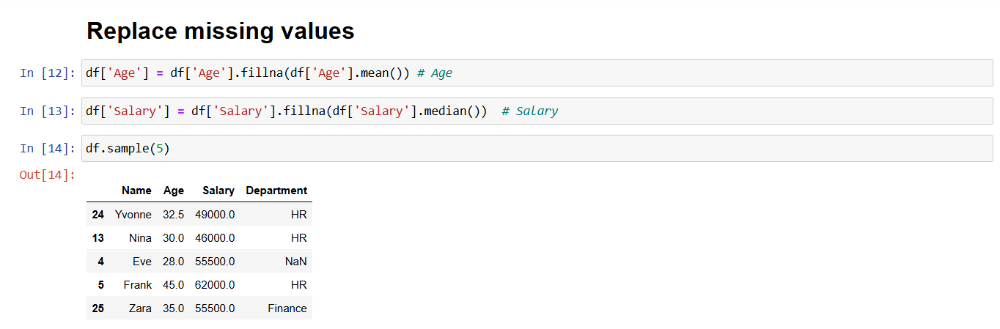 Replace missing values
In [12]: df['Age'] = df['Age'].fillna(df['Age'].mean()) # Age
In [13]: df['Salary'] = df['Salary'].fillna(df['Salary'].median())  # Salary
In [14]: df.sample(5)
Out[14]:
Name Age Salary Department
24 Yvonne 32.5 49000.0 HR
13 Nina 30.0 46000.0 HR
4 Eve 28.0 55500.0 NaN
5 Frank 45.0 62000.0 HR
25 Zara 35.0 55500.0 Finance